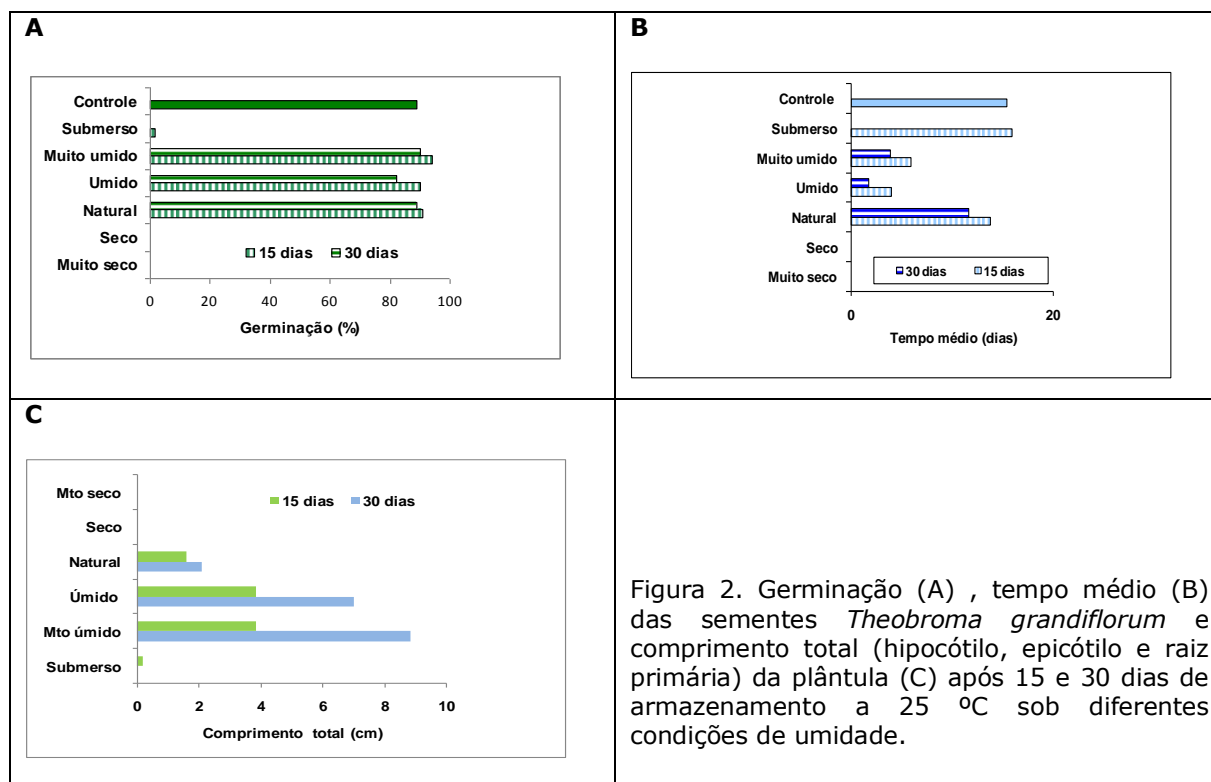 A
Controle
Submerso
Muito umido
Umido
Natural
Seco
Muito seco
15 dias
30 dias
0 20 40 60 80 100
Germinação (%)
B
Controle
Submerso
Muito umido
Umido
Natural
Seco
Muito seco
30 dias
15 dias
0 20
Tempo médio (dias)
C
15 dias
30 dias
Mto seco
Seco
Natural
Úmido
Mto úmido
Submerso
0 2 4 6 8 10
Comprimento total (cm)
Figura 2. Germinação (A) , tempo médio (B)
das sementes Theobroma grandiflorum e
comprimento total (hipocótilo, epicótilo e raiz
primária) da plântula (C) após 15 e 30 dias de
armazenamento a 25 ºC sob diferentes
condições de umidade.